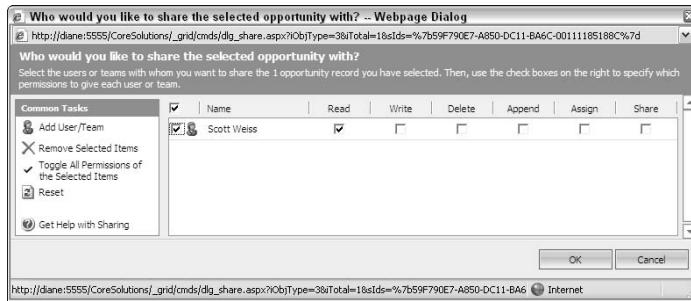 Who would you like to share the selected opportunity with? -- Webpage Dialog
http://diane:5555/CoreSolutions/_grid/cmds/dlg_share.aspx?iObjType=3&iTotal=1&sIds=%7b59F790E7-A850-DC11-BA6C-00111185188C%7d
Who would you like to share the selected opportunity with?
Select the users or teams with whom you want to share the 1 opportunity record you have selected. Then, use the check boxes on the right to specify which
permissions to give each user or team.
Common Tasks
Add User/Team
Remove Selected Items
Toggle All Permissions of
the Selected Items
Reset
Get Help with Sharing
Name Read Write Delete Append Assign Share
Scott Weiss
OK Cancel
http://diane:5555/CoreSolutions/_grid/cmds/dlg_share.aspx?iObjType=3&iTotal=1&sIds=%7b59F790E7-A850-DC11-BA6 Internet